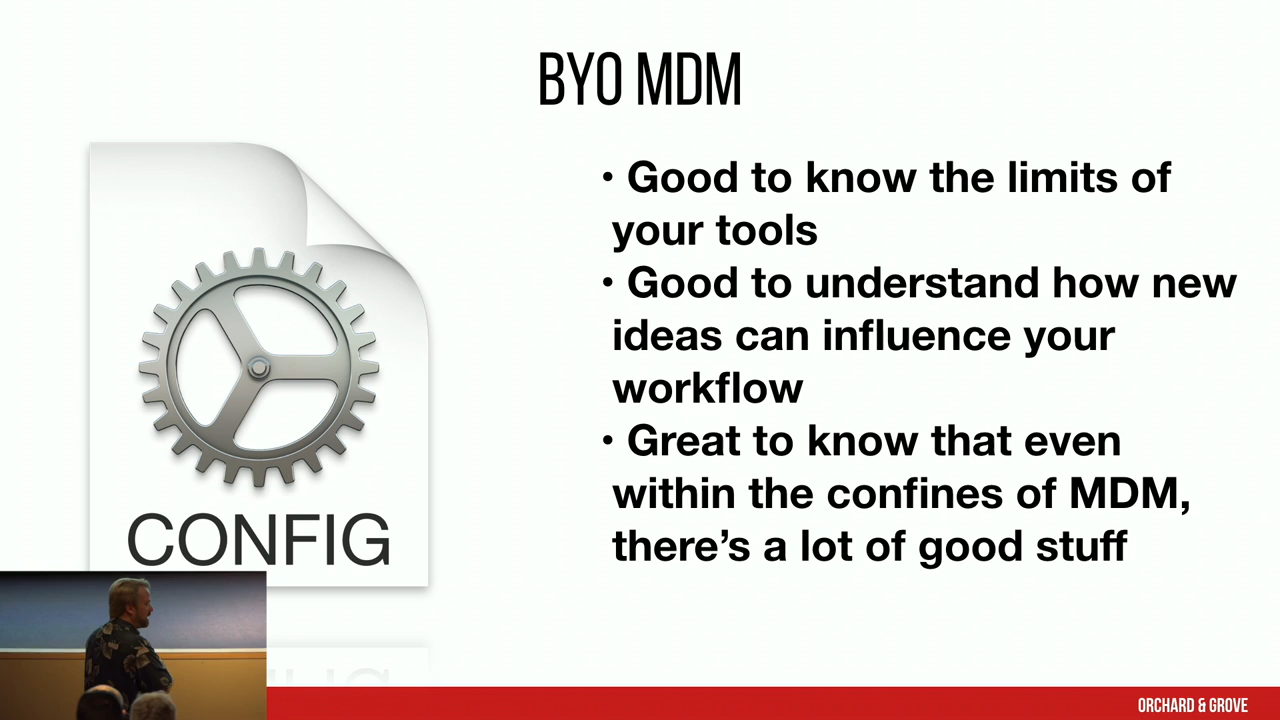 BYO MDM
• Good to know the limits of
your tools
• Good to understand how new
ideas can influence your
workflow
• Great to know that even
within the confines of MDM,
there's a lot of good stuff
CONFIG
ORCHARD & GROVE